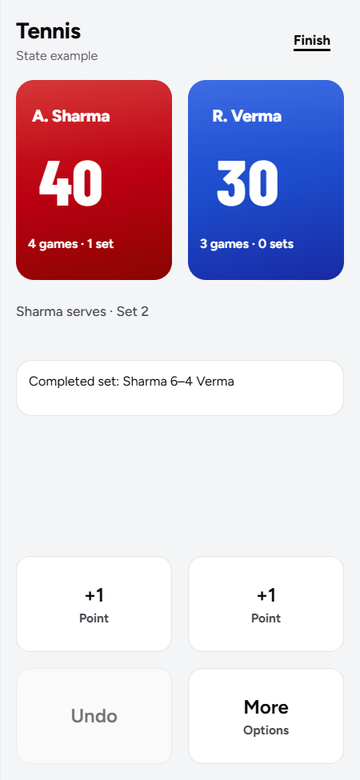 Tennis
State example
Finish
A. Sharma
40
4 games · 1 set
R. Verma
30
3 games · 0 sets
Sharma serves · Set 2
Completed set: Sharma 6–4 Verma
+1
Point
+1
Point
Undo
More
Options